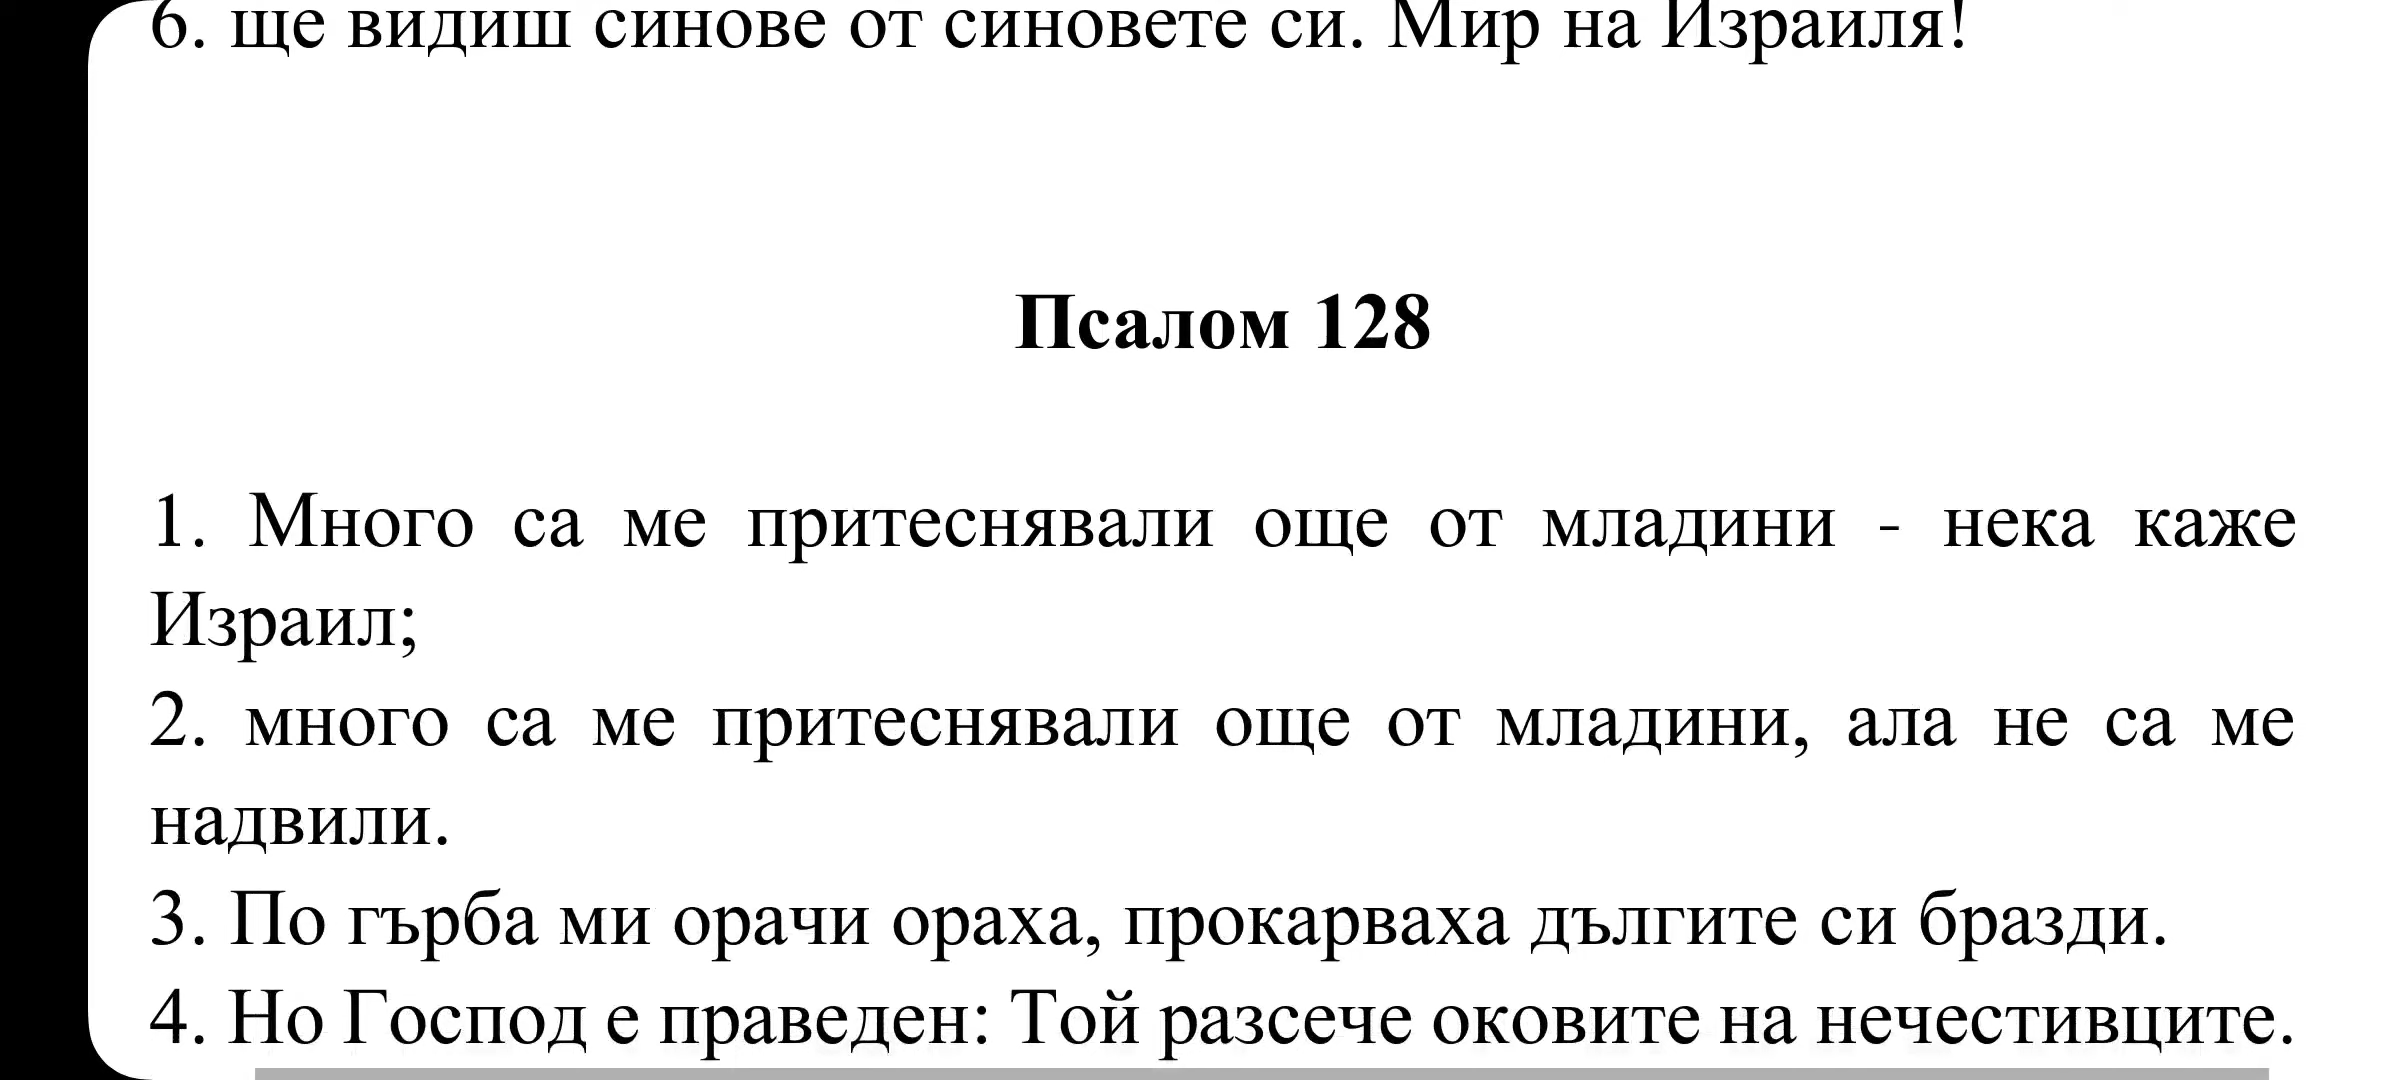 6. ще видиш синове от синовете си. Мир на Израиля!
Псалом 128
1. Много са ме притеснявали още от младини - нека каже
Израил;
2. много са ме притеснявали още от младини, ала не са ме
надвили.
3. По гърба ми орачи ораха, прокарваха дългите си бразди.
4. Но Господ е праведен: Той разсече оковите на нечестивците.